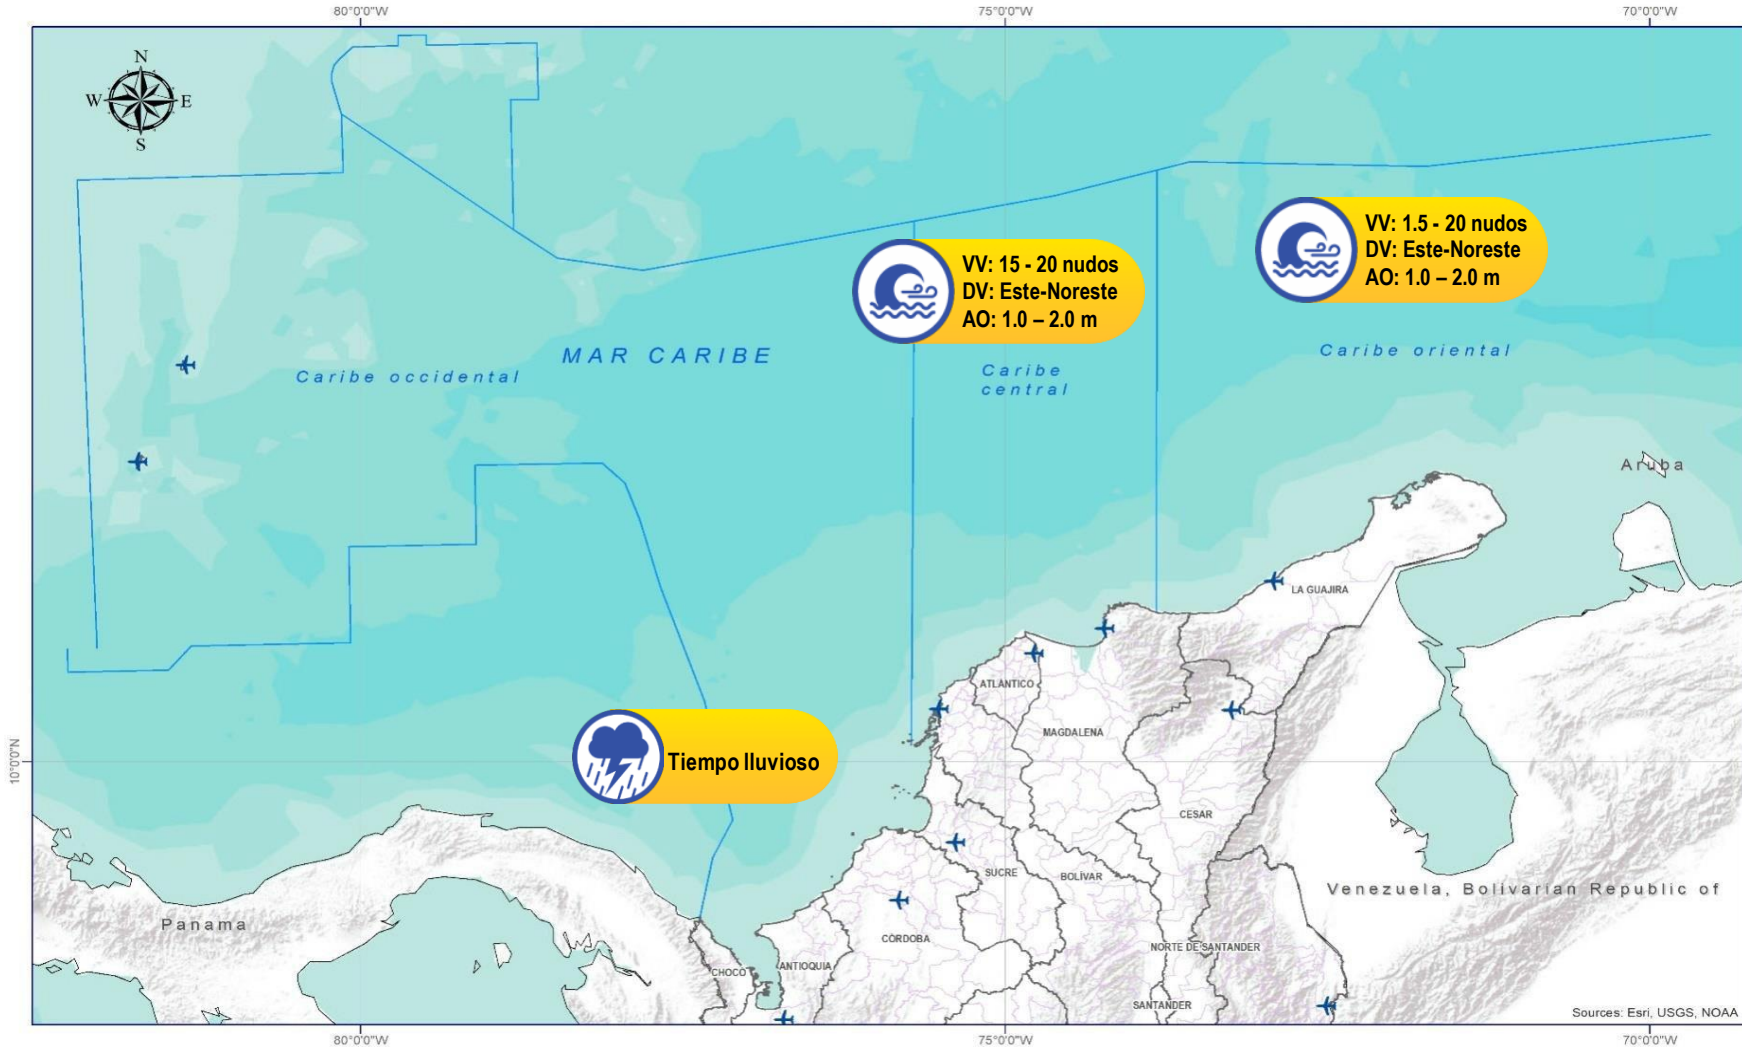 80°0'0"W
75°0'0"W
70°0'0"W
N
W
E
S
VV: 1.5 - 20 nudos
DV: Este-Noreste
AO: 1.0 – 2.0 m
VV: 15 - 20 nudos
DV: Este-Noreste
AO: 1.0 – 2.0 m
MAR CARIBE
Caribe occidental
Caribe
central
Caribe oriental
Aruba
LA GUAJIRA
ATLÁNTICO
MAGDALENA
10°0'0"N
Tiempo lluvioso
CESAR
SUCRE
BOLÍVAR
Venezuela, Bolivarian Republic of
Panama
CÓRDOBA
NORTE DE SANTANDER
CHOCÓ
ANTIOQUIA
SANTANDER
Sources: Esri, USGS, NOAA
80°0'0"W
75°0'0"W
70°0'0"W